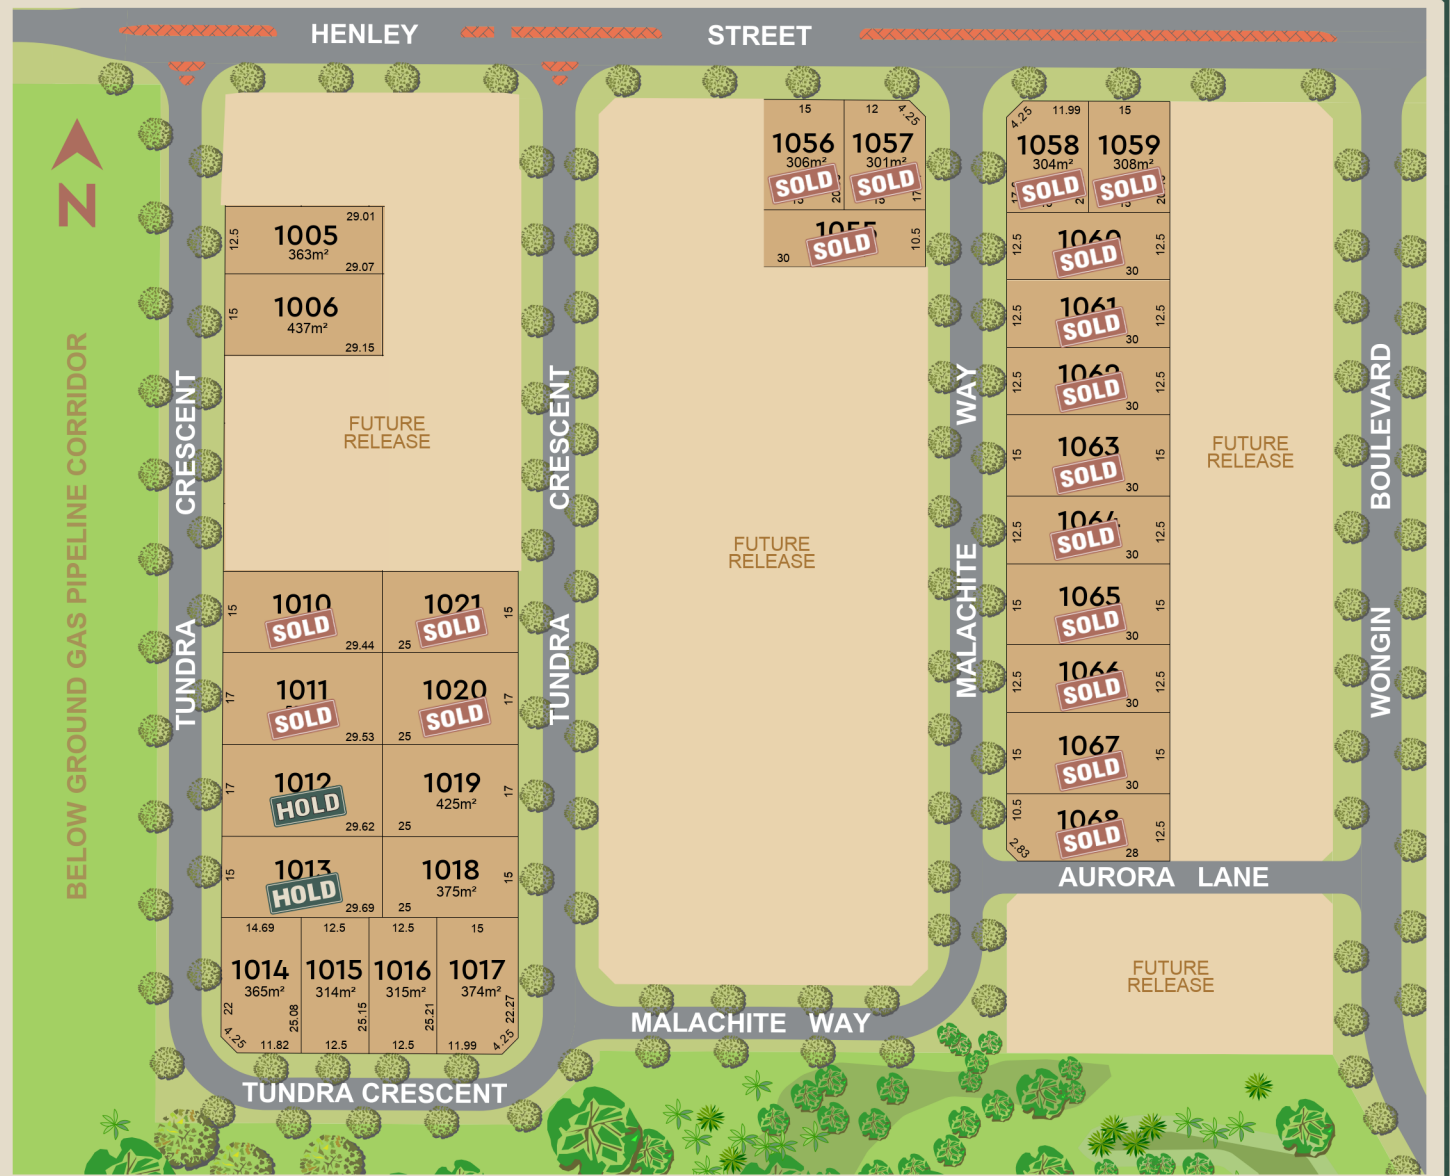 HENLEY STREET
N
BELOW GROUND GAS PIPELINE CORRIDOR
TUNDRA CRESCENT
29.01
12.5
1005
363m²
29.07
15
1006
437m²
29.15
FUTURE
RELEASE
15
1010
SOLD
29.44
1021
SOLD
15
25
17
1011
SOLD
29.53
1020
SOLD
17
25
17
1012
HOLD
29.62
1019
425m²
17
25
15
1013
HOLD
29.69
1018
375m²
15
25
14.69
1014
365m²
22
25.08
4.25
11.82
12.5
1015
314m²
25.15
12.5
12.5
1016
315m²
25.21
12.5
15
1017
374m²
22.27
11.99
4.25
TUNDRA CRESCENT
TUNDRA CRESCENT
15
1056
306m²
SOLD
12
4.25
1057
301m²
SOLD
1055
SOLD
10.5
30
FUTURE
RELEASE
MALACHITE WAY
MALACHITE WAY
4.25
11.99
1058
304m²
SOLD
15
1059
308m²
SOLD
12.5
1060
SOLD
12.5
30
12.5
1061
SOLD
12.5
30
12.5
1062
SOLD
12.5
30
15
1063
SOLD
15
30
12.5
1064
SOLD
12.5
30
15
1065
SOLD
15
30
12.5
1066
SOLD
12.5
30
15
1067
SOLD
15
30
10.5
1068
SOLD
12.5
2.83
28
FUTURE
RELEASE
AURORA LANE
FUTURE
RELEASE
WONGIN BOULEVARD